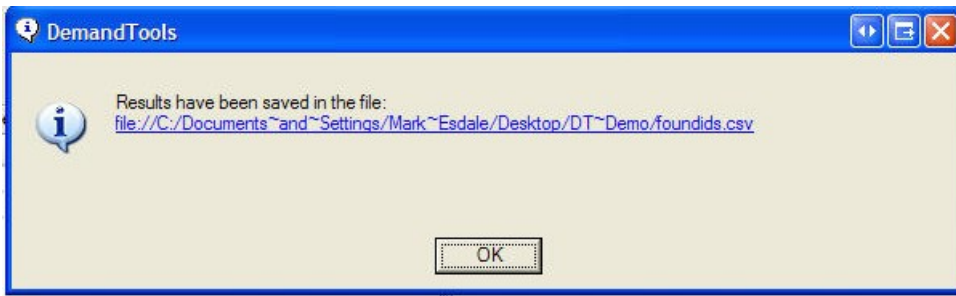 DemandTools
Results have been saved in the file:
file://C:/Documents~and~Settings/Mark~Esdale/Desktop/DT~Demo/foundids.csv
OK